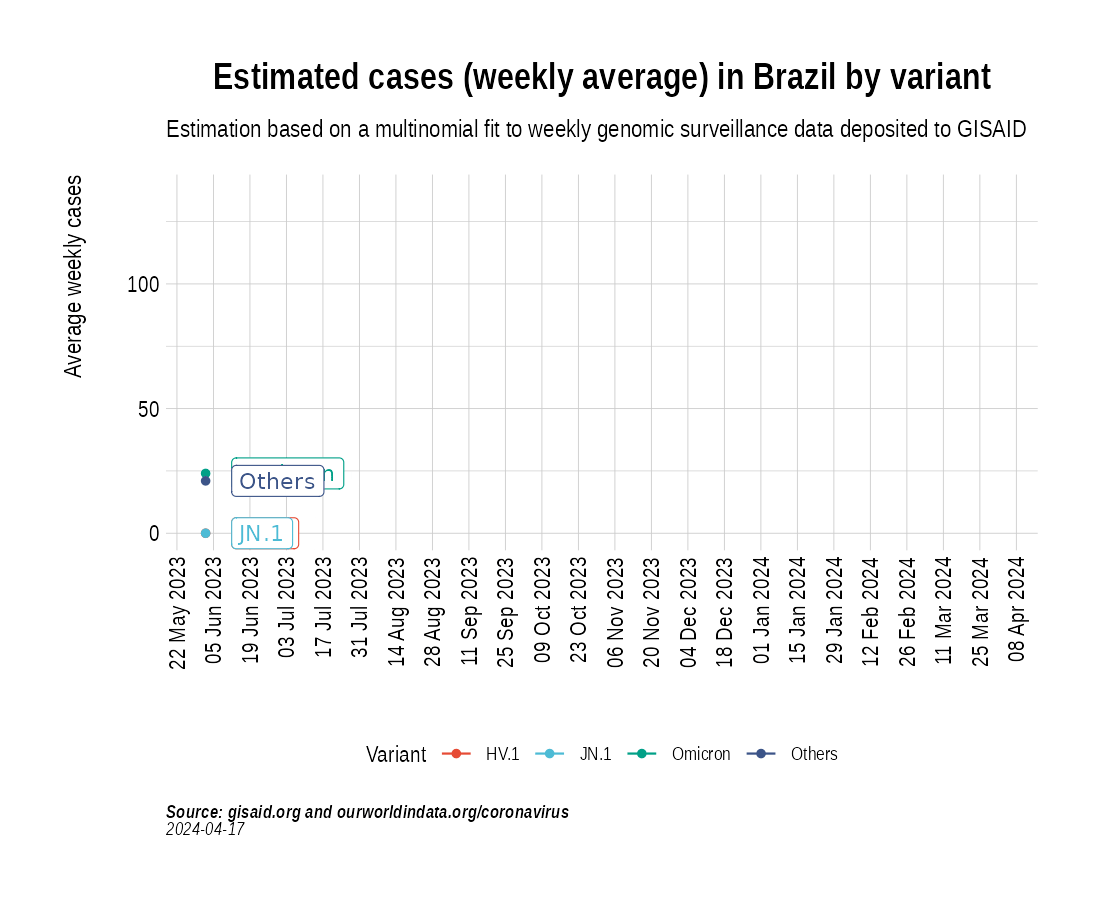 Estimated cases (weekly average) in Brazil by variant
Estimation based on a multinomial fit to weekly genomic surveillance data deposited to GISAID
Average weekly cases
100
50
0
n
Others
JN.1
22 May 2023
05 Jun 2023
19 Jun 2023
03 Jul 2023
17 Jul 2023
31 Jul 2023
14 Aug 2023
28 Aug 2023
11 Sep 2023
25 Sep 2023
09 Oct 2023
23 Oct 2023
06 Nov 2023
20 Nov 2023
04 Dec 2023
18 Dec 2023
01 Jan 2024
15 Jan 2024
29 Jan 2024
12 Feb 2024
26 Feb 2024
11 Mar 2024
25 Mar 2024
08 Apr 2024
Variant HV.1 JN.1 Omicron Others
Source: gisaid.org and ourworldindata.org/coronavirus
2024-04-17